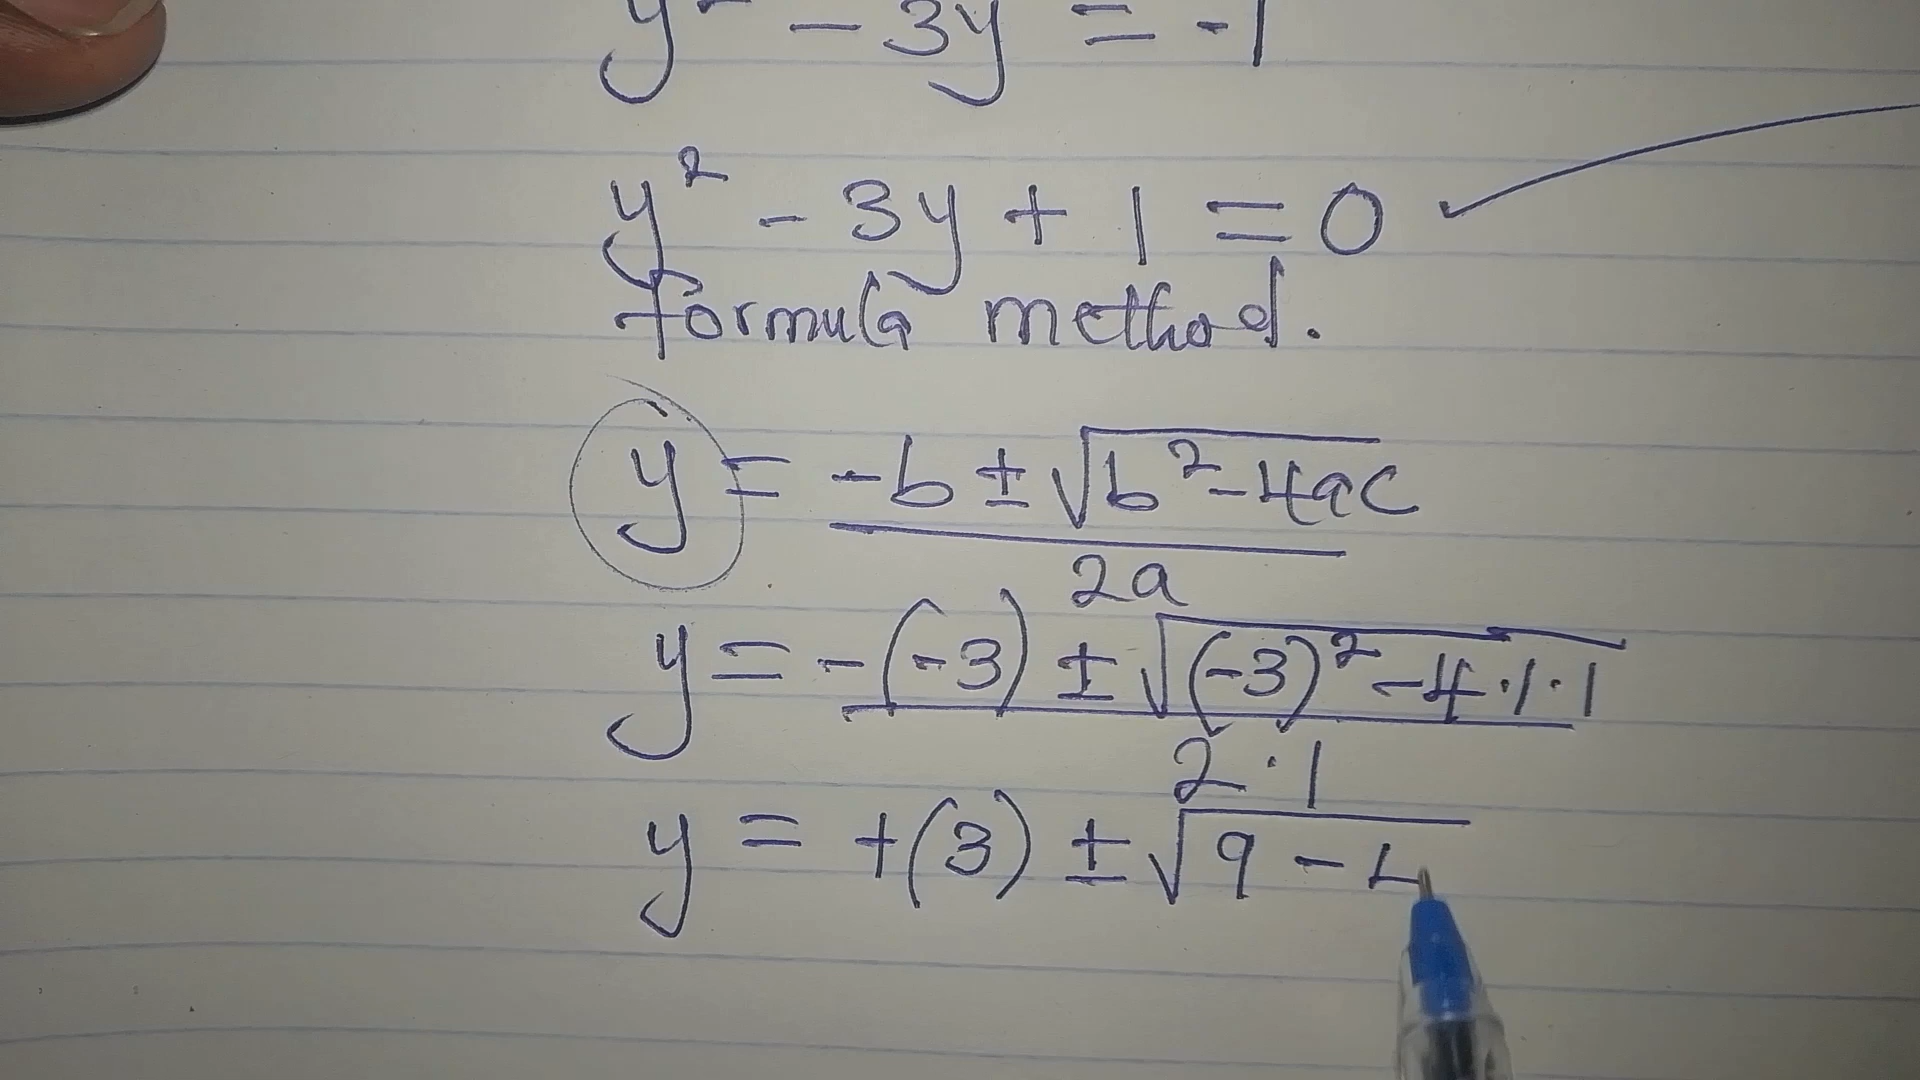 y² - 3y = -1
y² - 3y + 1 = 0 ✓
formula method.
y = -b ± √b² - 4ac
2a
y = -(-3) ± √(-3)² - 4·1·1
2·1
y = +(3) ± √9 - 4